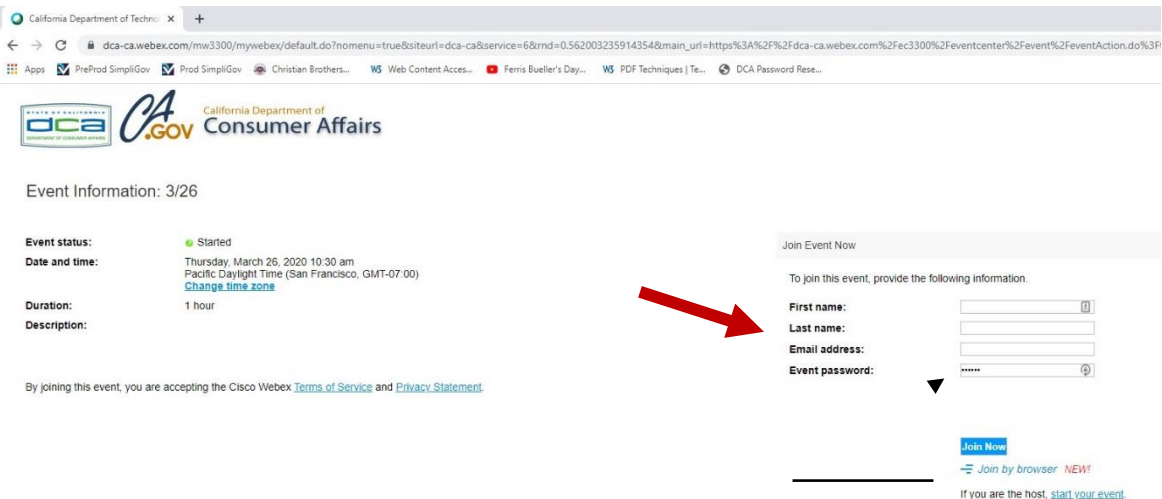 California Department of Techno
dca-ca.webex.com/mw3300/mywebex/default.do?nomenu=true&siteurl=dca-ca&service=6&rnd=0.562003235914354&main_url=https%3A%2F%2Fdca-ca.webex.com%2Fec3300%2Feventcenter%2Fevent%2FeventAction.do%3F
Apps PreProd SimpliGov Prod SimpliGov Christian Brothers... Web Content Acces... Ferris Bueller's Day... PDF Techniques | Te... DCA Password Rese...
STATE OF CALIFORNIA
dca
DEPARTMENT OF CONSUMER AFFAIRS
CA
.GOV
California Department of
Consumer Affairs
Event Information: 3/26
Event status: Started
Date and time: Thursday, March 26, 2020 10:30 am
Pacific Daylight Time (San Francisco, GMT-07:00)
Change time zone
Duration: 1 hour
Description:
By joining this event, you are accepting the Cisco Webex Terms of Service and Privacy Statement.
Join Event Now
To join this event, provide the following information.
First name:
Last name:
Email address:
Event password: ••••••
Join Now
Join by browser NEW!
If you are the host, start your event.